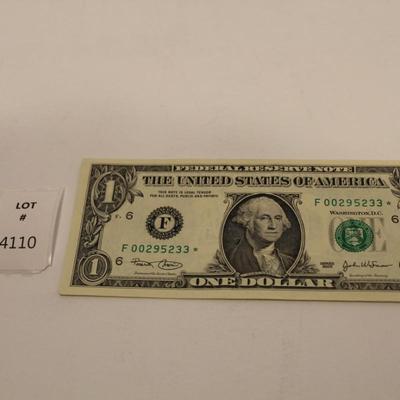 FEDERAL RESERVE NOTE
THE UNITED STATES OF AMERICA
THIS NOTE IS LEGAL TENDER
FOR ALL DEBTS, PUBLIC AND PRIVATE
F 00295233 *
WASHINGTON, D.C.
1
6
F
F 00295233 *
6
6
1
ONE DOLLAR
SERIES
LOT
#
4110